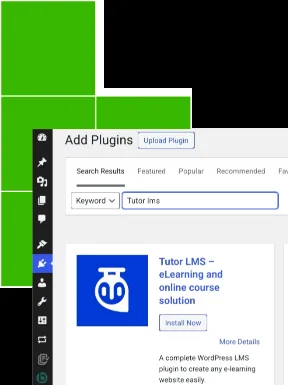 Add Plugins Upload Plugin
Search Results Featured Popular Recommended
Keyword Tutor lms
Tutor LMS –
eLearning and
online course
solution
Install Now
More Details
A complete WordPress LMS
plugin to create any e-learning
website easily.